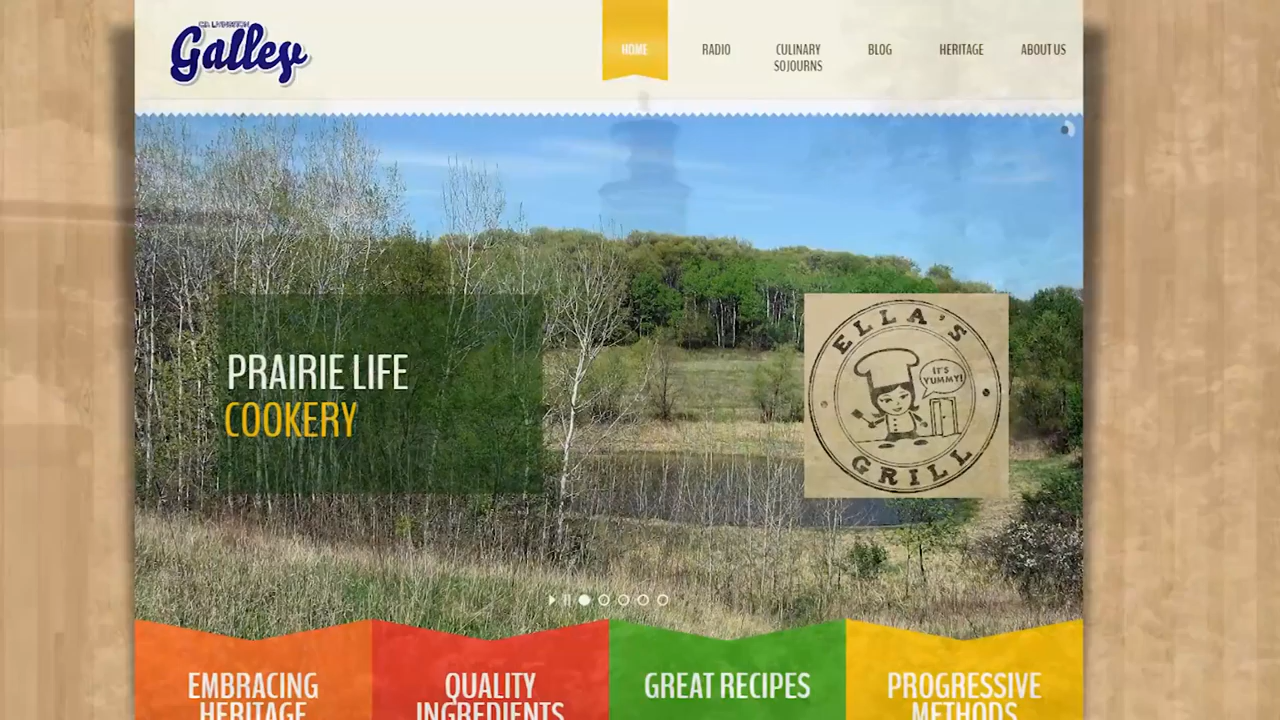 Galley
HOME
RADIO
CULINARY
SOJOURNS
BLOG
HERITAGE
ABOUT US
PRAIRIE LIFE
COOKERY
ELLA'S
IT'S
YUMMY!
GRILL
EMBRACING
HERITAGE
QUALITY
INGREDIENTS
GREAT RECIPES
PROGRESSIVE
METHODS